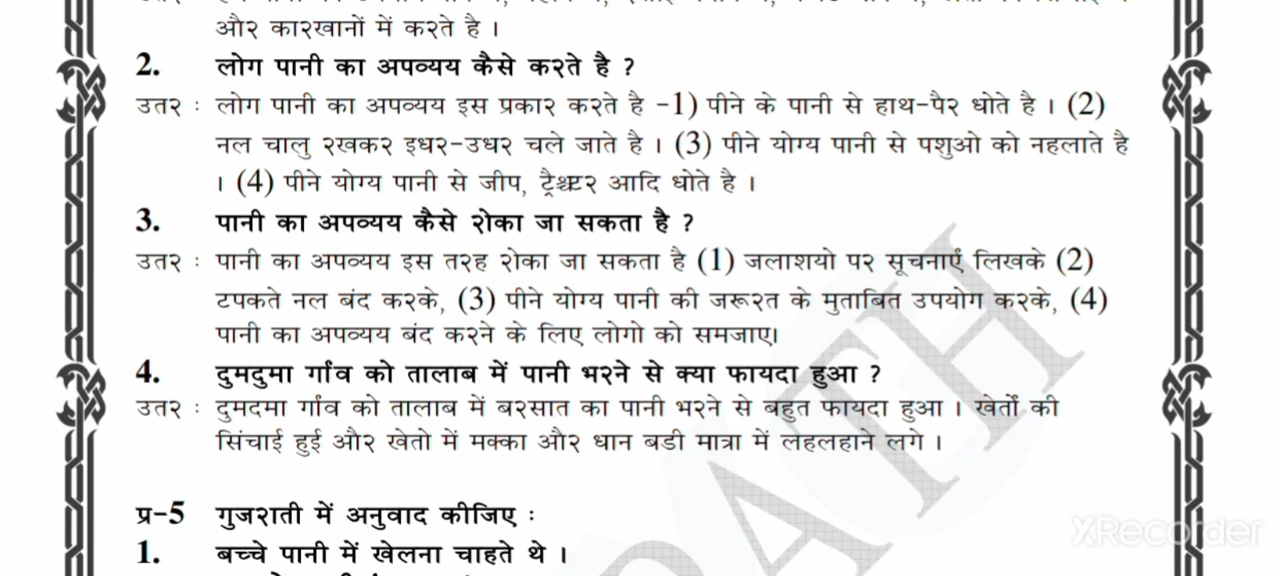 और कारखानों में करते है ।
2. लोग पानी का अपव्यय कैसे करते है ?
उतर : लोग पानी का अपव्यय इस प्रकार करते है -1) पीने के पानी से हाथ-पैर धोते है । (2)
नल चालु रखकर इधर-उधर चले जाते है । (3) पीने योग्य पानी से पशुओ को नहलाते है
। (4) पीने योग्य पानी से जीप, आदि धोते है ।
3. पानी का अपव्यय कैसे रोका जा सकता है ?
उतर : पानी का अपव्यय इस तरह रोका जा सकता है (1) जलाशयो पर सूचनाएँ लिखके (2)
टपकते नल बंद करके, (3) पीने योग्य पानी की जरूरत के मुताबित उपयोग करके, (4)
पानी का अपव्यय बंद करने के लिए लोगो को समजाए।
4. दुमदुमा गाँव को तालाब में पानी भरने से क्या फायदा हुआ ?
उतर : दुमदमा गाँव को तालाब में बरसात का पानी भरने से बहुत फायदा हुआ । खेतों की
सिंचाई हुई और खेतो में मक्का और धान बडी मात्रा में लहलहाने लगे ।
प्र-5 गुजराती में अनुवाद कीजिए :
1. बच्चे पानी में खेलना चाहते थे ।
PATH
XRecorder